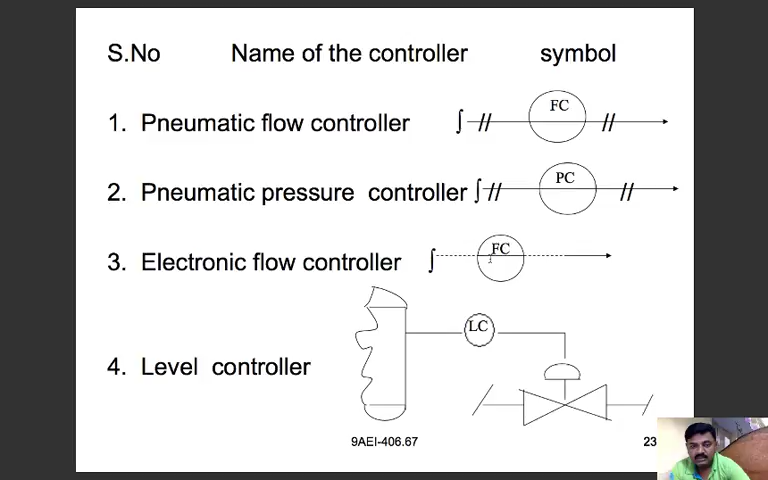 S.No Name of the controller symbol
1. Pneumatic flow controller FC
2. Pneumatic pressure controller PC
3. Electronic flow controller FC
LC
4. Level controller
9AEI-406.67 23